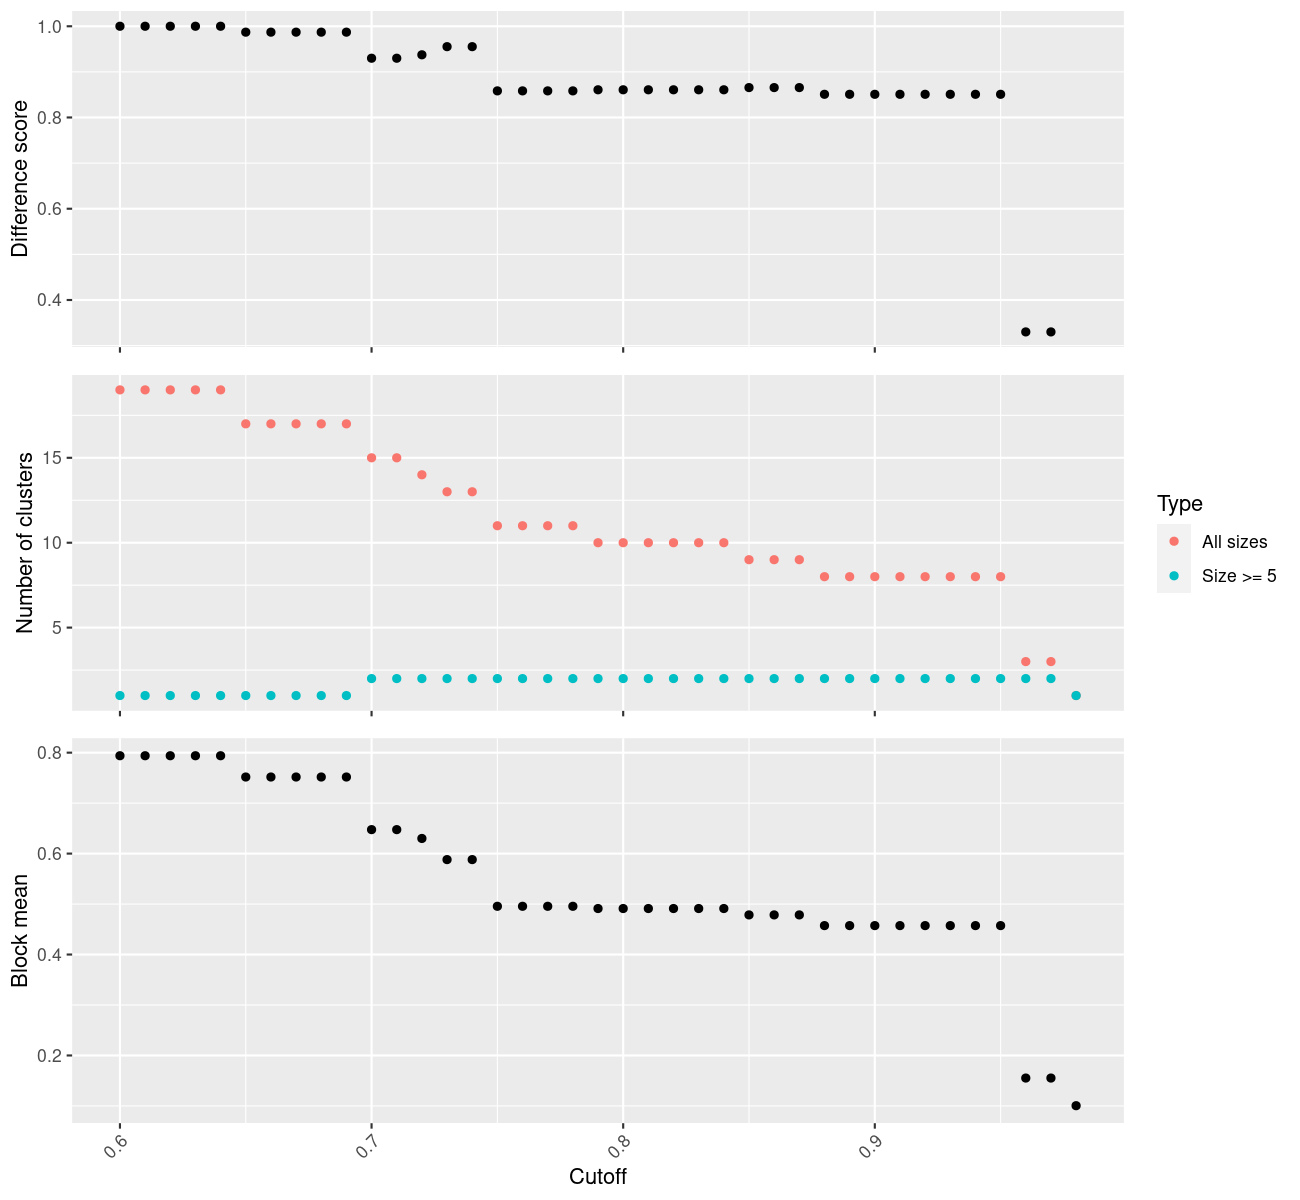 1.0
0.8
0.6
0.4
Difference score
15
10
5
Number of clusters
Type
All sizes
Size >= 5
0.8
0.6
0.4
0.2
Block mean
0.6
0.7
0.8
0.9
Cutoff